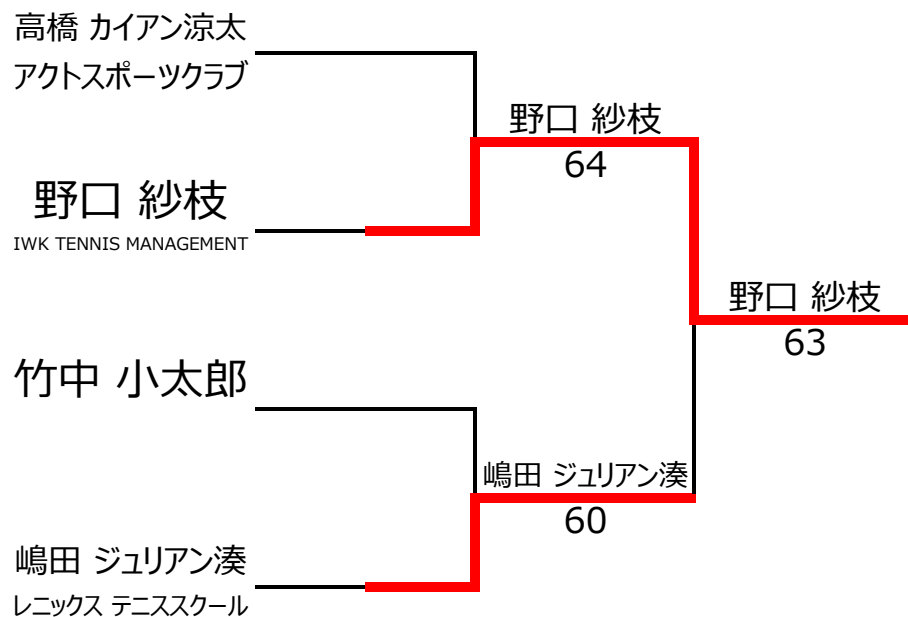 高橋 カイアン涼太
アクトスポーツクラブ
野口 紗枝
64
野口 紗枝
IWK TENNIS MANAGEMENT
野口 紗枝
63
竹中 小太郎
嶋田 ジュリアン湊
60
嶋田 ジュリアン湊
レニックス テニススクール